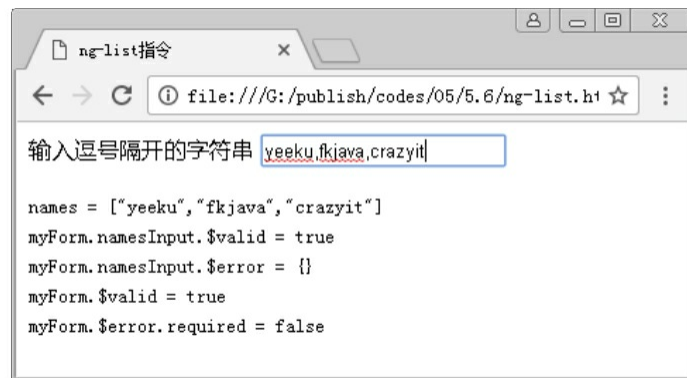 ng-list指令
file:///G:/publish/codes/05/5.6/ng-list.ht
输入逗号隔开的字符串 yeeku,fkjava,crazyit
names = ["yeeku","fkjava","crazyit"]
myForm.namesInput.$valid = true
myForm.namesInput.$error = {}
myForm.$valid = true
myForm.$error.required = false